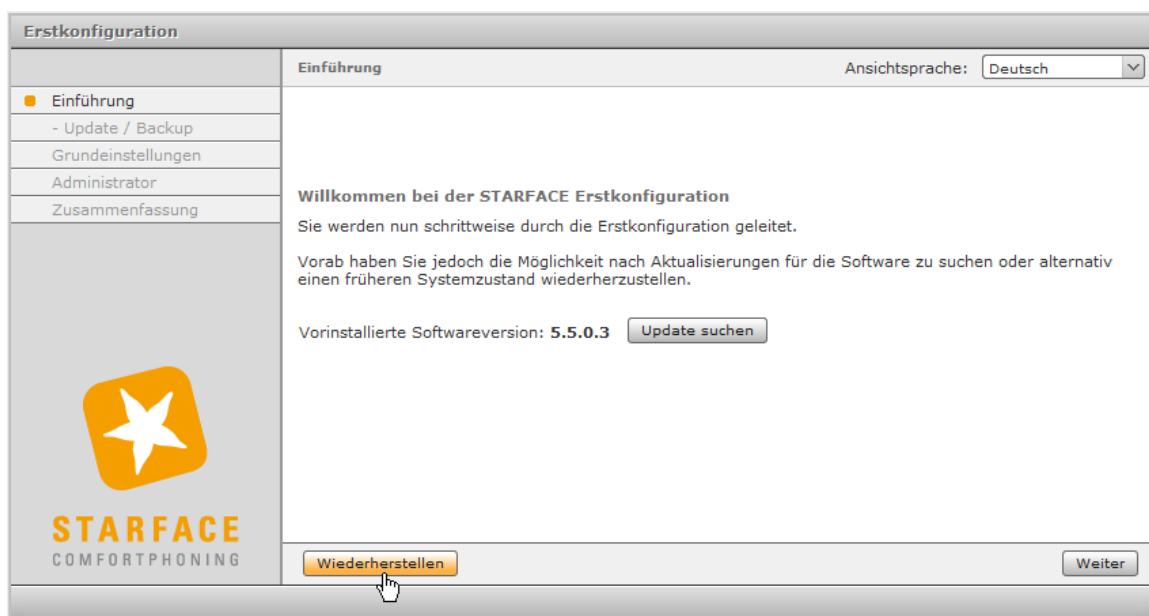 Erstkonfiguration
Einführung
Ansichtsprache: Deutsch
Einführung
- Update / Backup
Grundeinstellungen
Administrator
Zusammenfassung
Willkommen bei der STARFACE Erstkonfiguration
Sie werden nun schrittweise durch die Erstkonfiguration geleitet.
Vorab haben Sie jedoch die Möglichkeit nach Aktualisierungen für die Software zu suchen oder alternativ
einen früheren Systemzustand wiederherzustellen.
Vorinstallierte Softwareversion: 5.5.0.3 Update suchen
STARFACE
COMFORTPHONING
Wiederherstellen
Weiter